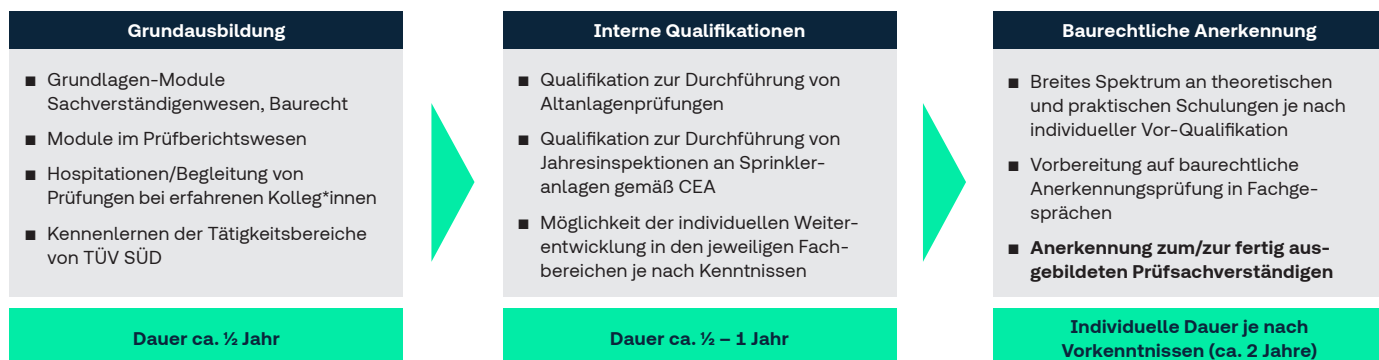 Grundausbildung
■ Grundlagen-Module
Sachverständigenwesen, Baurecht
■ Module im Prüfberichtswesen
■ Hospitationen/Begleitung von
Prüfungen bei erfahrenen Kolleg*innen
■ Kennenlernen der Tätigkeitsbereiche
von TÜV SÜD
Dauer ca. ½ Jahr
Interne Qualifikationen
■ Qualifikation zur Durchführung von
Altanlagenprüfungen
■ Qualifikation zur Durchführung von
Jahresinspektionen an Sprinkler-
anlagen gemäß CEA
■ Möglichkeit der individuellen Weiter-
entwicklung in den jeweiligen Fach-
bereichen je nach Kenntnissen
Dauer ca. ½ – 1 Jahr
Baurechtliche Anerkennung
■ Breites Spektrum an theoretischen
und praktischen Schulungen je nach
individueller Vor-Qualifikation
■ Vorbereitung auf baurechtliche
Anerkennungsprüfung in Fachge-
sprächen
■ Anerkennung zum/zur fertig aus-
gebildeten Prüfsachverständigen
Individuelle Dauer je nach
Vorkenntnissen (ca. 2 Jahre)